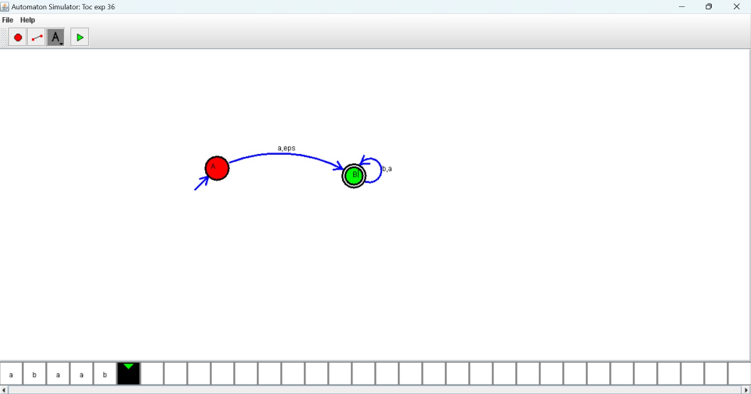 Automaton Simulator: Toc exp 36
File Help
A
a,eps
A
B
b,a
a b a a b